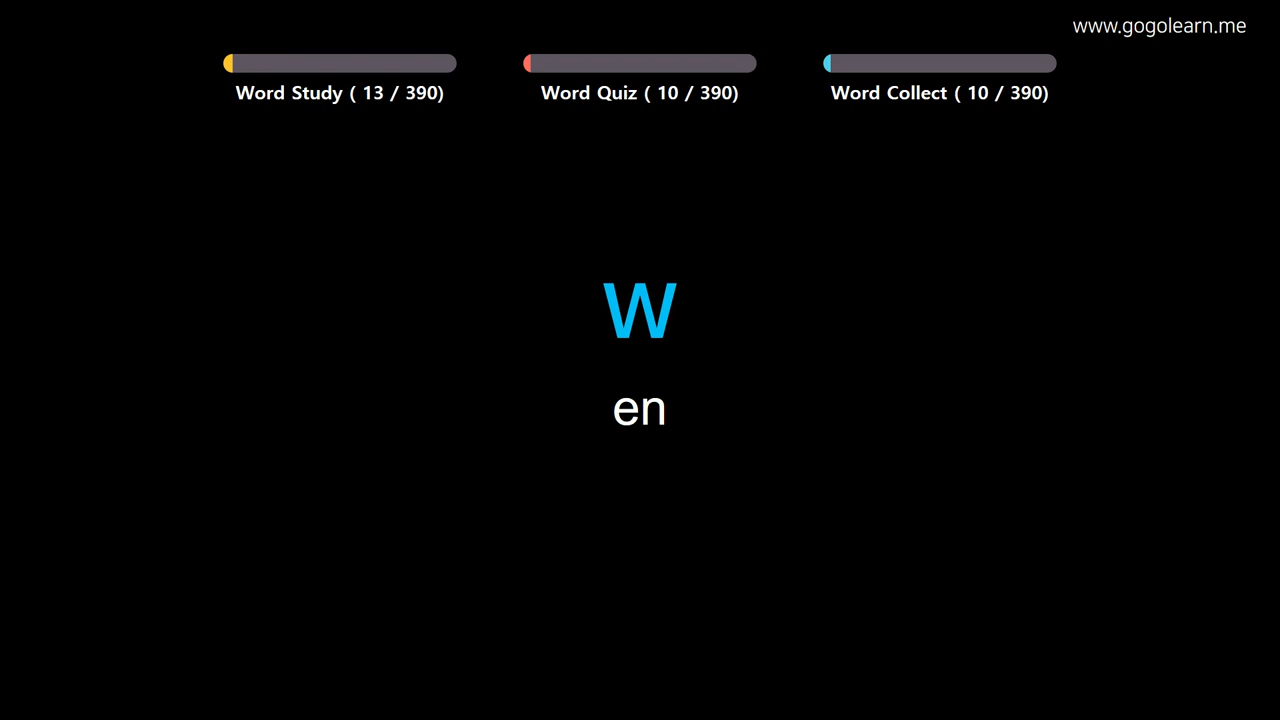 www.gogolearn.me
Word Study ( 13 / 390)
Word Quiz ( 10 / 390)
Word Collect ( 10 / 390)
w
en